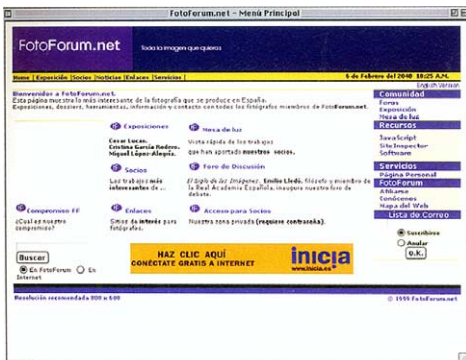 FotoForum.net - Menú Principal
FotoForum.net
Toda la imagen que quieras
Home | Exposición | Socios | Noticias | Enlaces | Servicios |
6 de Febrero del 2040 10:25 A.M.
English Version
Bienvenidos a FotoForum.net.
Esta página muestra lo más interesante de la fotografía que se produce en España:
Exposiciones, dossiers, herramientas, información y contacto con todos los fotógrafos miembros de FotoForum.net.
Exposiciones
Cesar Lucas.
Cristina García Rodero.
Miguel López-Alegría.
Mesa de luz
Vista rápida de los trabajos
que han aportado nuestros socios.
Socios
Los trabajos más
interesantes de ...
Foro de Discusión
El Siglo de las Imágenes. Emilio Lledó, filósofo y miembro de
la Real Academia Española, inaugura nuestro foro de
debate.
Compromiso FF
¿Cual es nuestro
compromiso?
Enlaces
Sitios de interés para
fotógrafos.
Acceso para Socios
Nuestra zona privada (requiere contraseña).
Comunidad
Foros
Exposición
Mesa de luz
Recursos
JavaScript
Site Inspector
Software
Servicios
Página Personal
FotoForum
Afiliarse
Conócenos
Mapa del Web
Lista de Correo
Suscribirse
Anular
o.k.
Buscar
En FotoForum En
Internet
HAZ CLIC AQUÍ
CONÉCTATE GRATIS A INTERNET
inicia
www.inicia.es
Resolución recomendada 800 x 600
© 1999 FotoForum.net